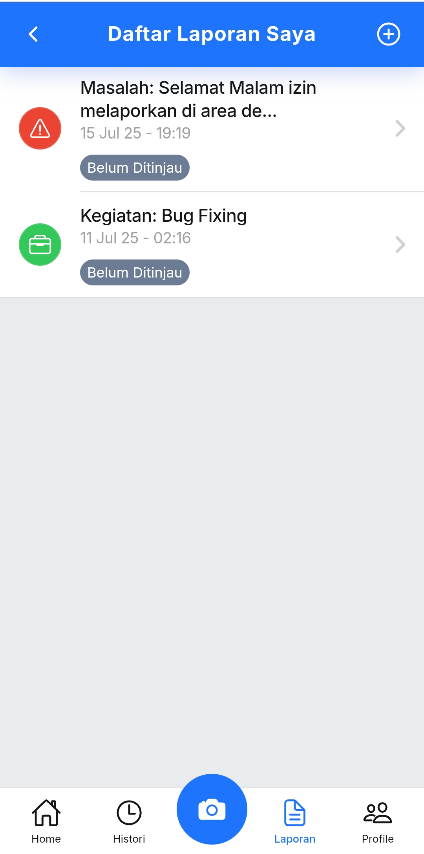 Daftar Laporan Saya
Masalah: Selamat Malam izin
melaporkan di area de...
15 Jul 25 - 19:19
Belum Ditinjau
Kegiatan: Bug Fixing
11 Jul 25 - 02:16
Belum Ditinjau
Home
Histori
Laporan
Profile